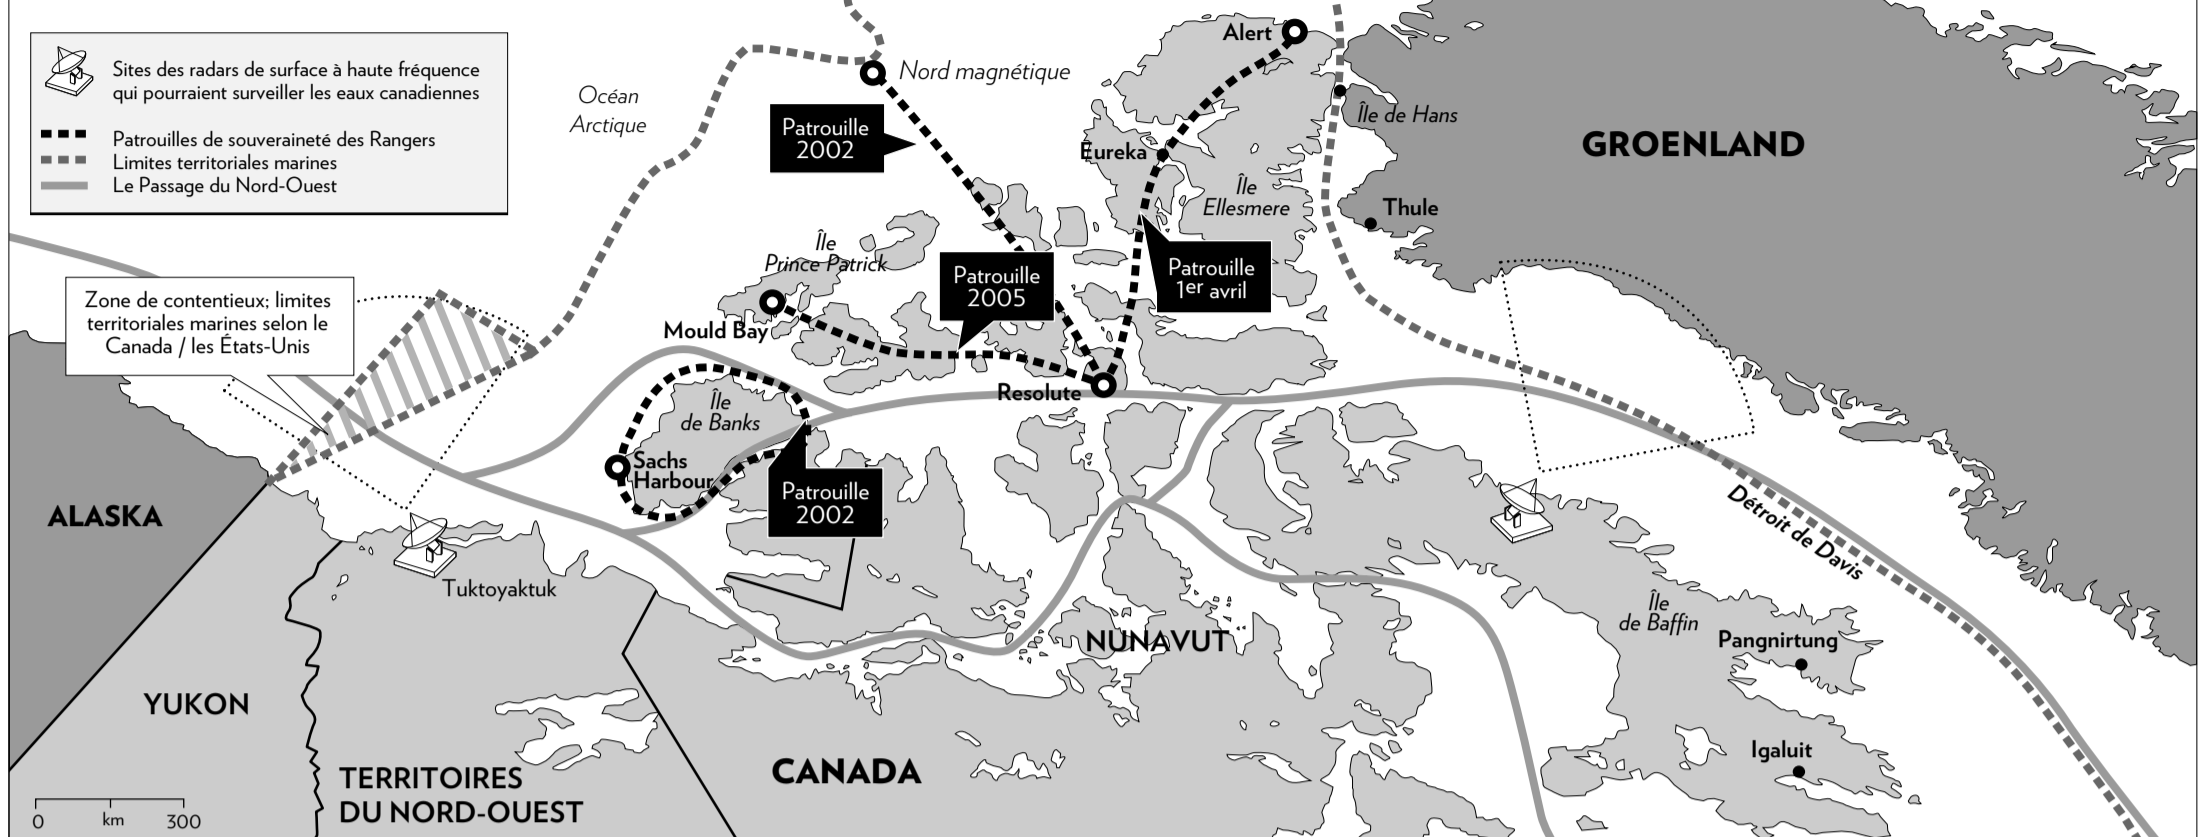 Sites des radars de surface à haute fréquence
qui pourraient surveiller les eaux canadiennes
Patrouilles de souveraineté des Rangers
Limites territoriales marines
Le Passage du Nord-Ouest
Océan
Arctique
Nord magnétique
Patrouille
2002
Alert
Île de Hans
GROENLAND
Eureka
Île
Ellesmere
Thule
Île
Prince Patrick
Patrouille
2005
Patrouille
1er avril
Zone de contentieux; limites
territoriales marines selon le
Canada / les États-Unis
Mould Bay
Resolute
Île
de Banks
Sachs
Harbour
Patrouille
2002
ALASKA
Tuktoyaktuk
Détroit de Davis
Île
de Baffin
NUNAVUT
Pangnirtung
YUKON
Igaluit
CANADA
TERRITOIRES
DU NORD-OUEST
0 km 300